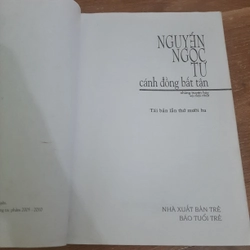 NGUYỄN
NGỌC
TƯ
cánh đồng bất tận
Tái bản lần thứ mười ba
NHÀ XUẤT BẢN TRẺ
BÁO TUỔI TRẺ